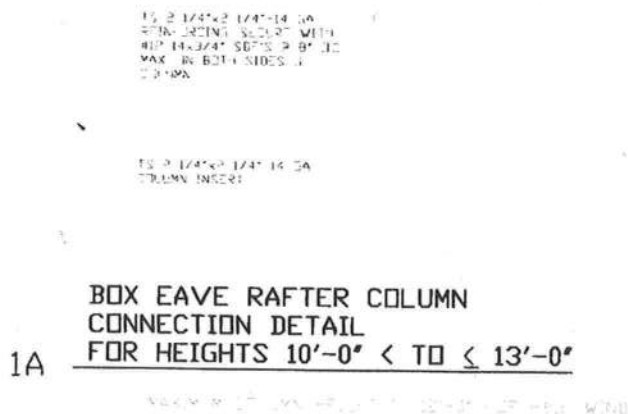 TS 2 1/4"x2 1/4"-14 GA
REINFORCING SECURE WITH
#12 14x3/4" SDF'S @ 8" OC
MAX IN BOTH SIDES
COLUMN
TS 2 1/4"x2 1/4" 14 GA
COLUMN INSERT
BOX EAVE RAFTER COLUMN
CONNECTION DETAIL
1A FOR HEIGHTS 10'-0" < TO ≤ 13'-0"